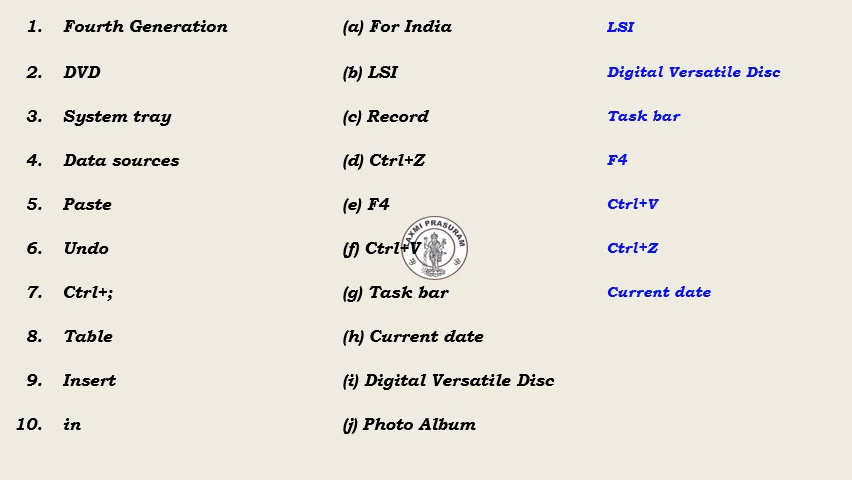 1. Fourth Generation (a) For India LSI
2. DVD (b) LSI Digital Versatile Disc
3. System tray (c) Record Task bar
4. Data sources (d) Ctrl+Z F4
5. Paste (e) F4 Ctrl+V
6. Undo (f) Ctrl+V Ctrl+Z
7. Ctrl+; (g) Task bar Current date
8. Table (h) Current date
9. Insert (i) Digital Versatile Disc
10. in (j) Photo Album
LAXMI PRASURAM